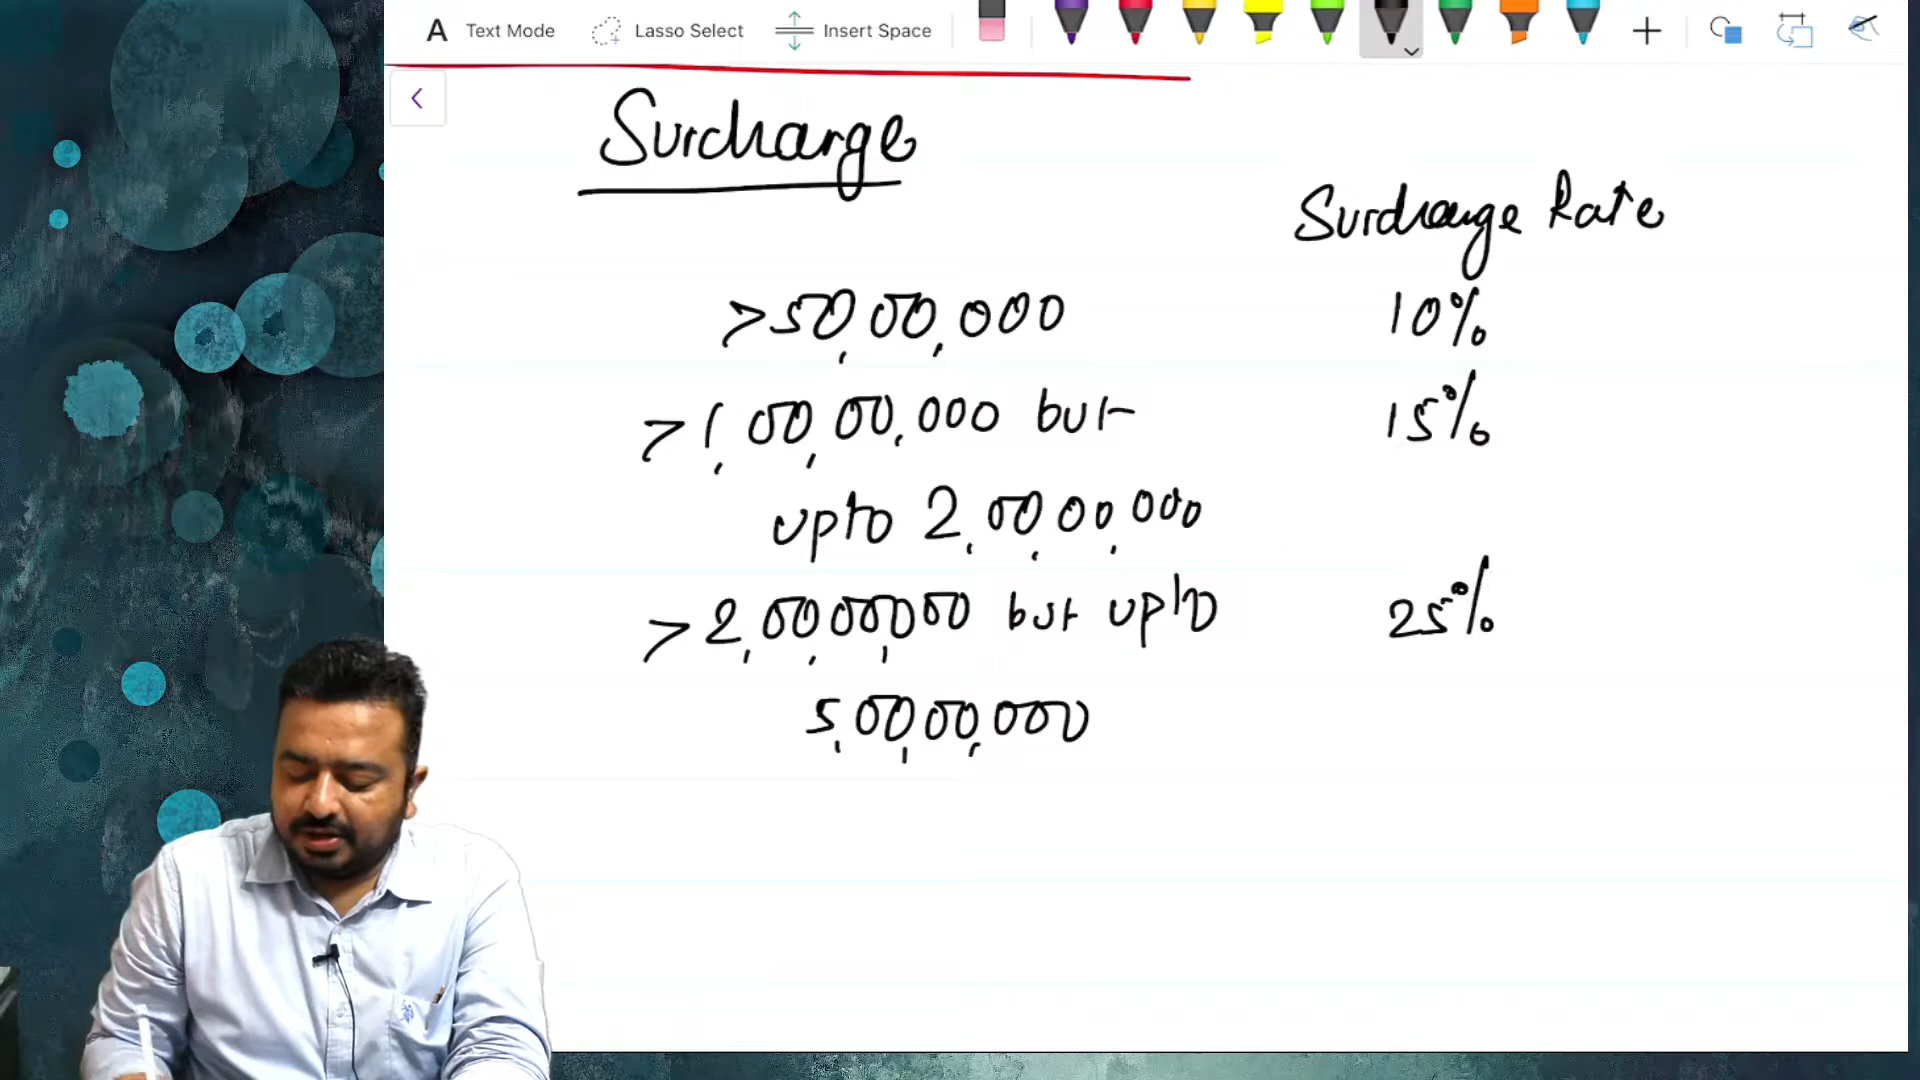 A Text Mode Lasso Select Insert Space
Surcharge
Surcharge Rate
>50,00,000 10%
>1,00,00,000 but 15%
upto 2,00,00,000
>2,00,00,000 but upto 25%
5,00,00,000